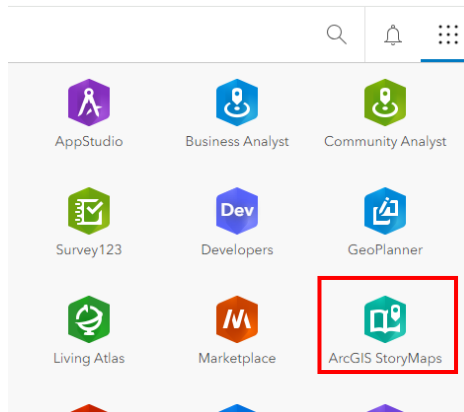 AppStudio
Business Analyst
Community Analyst
Dev
Survey123
Developers
GeoPlanner
Living Atlas
Marketplace
ArcGIS StoryMaps